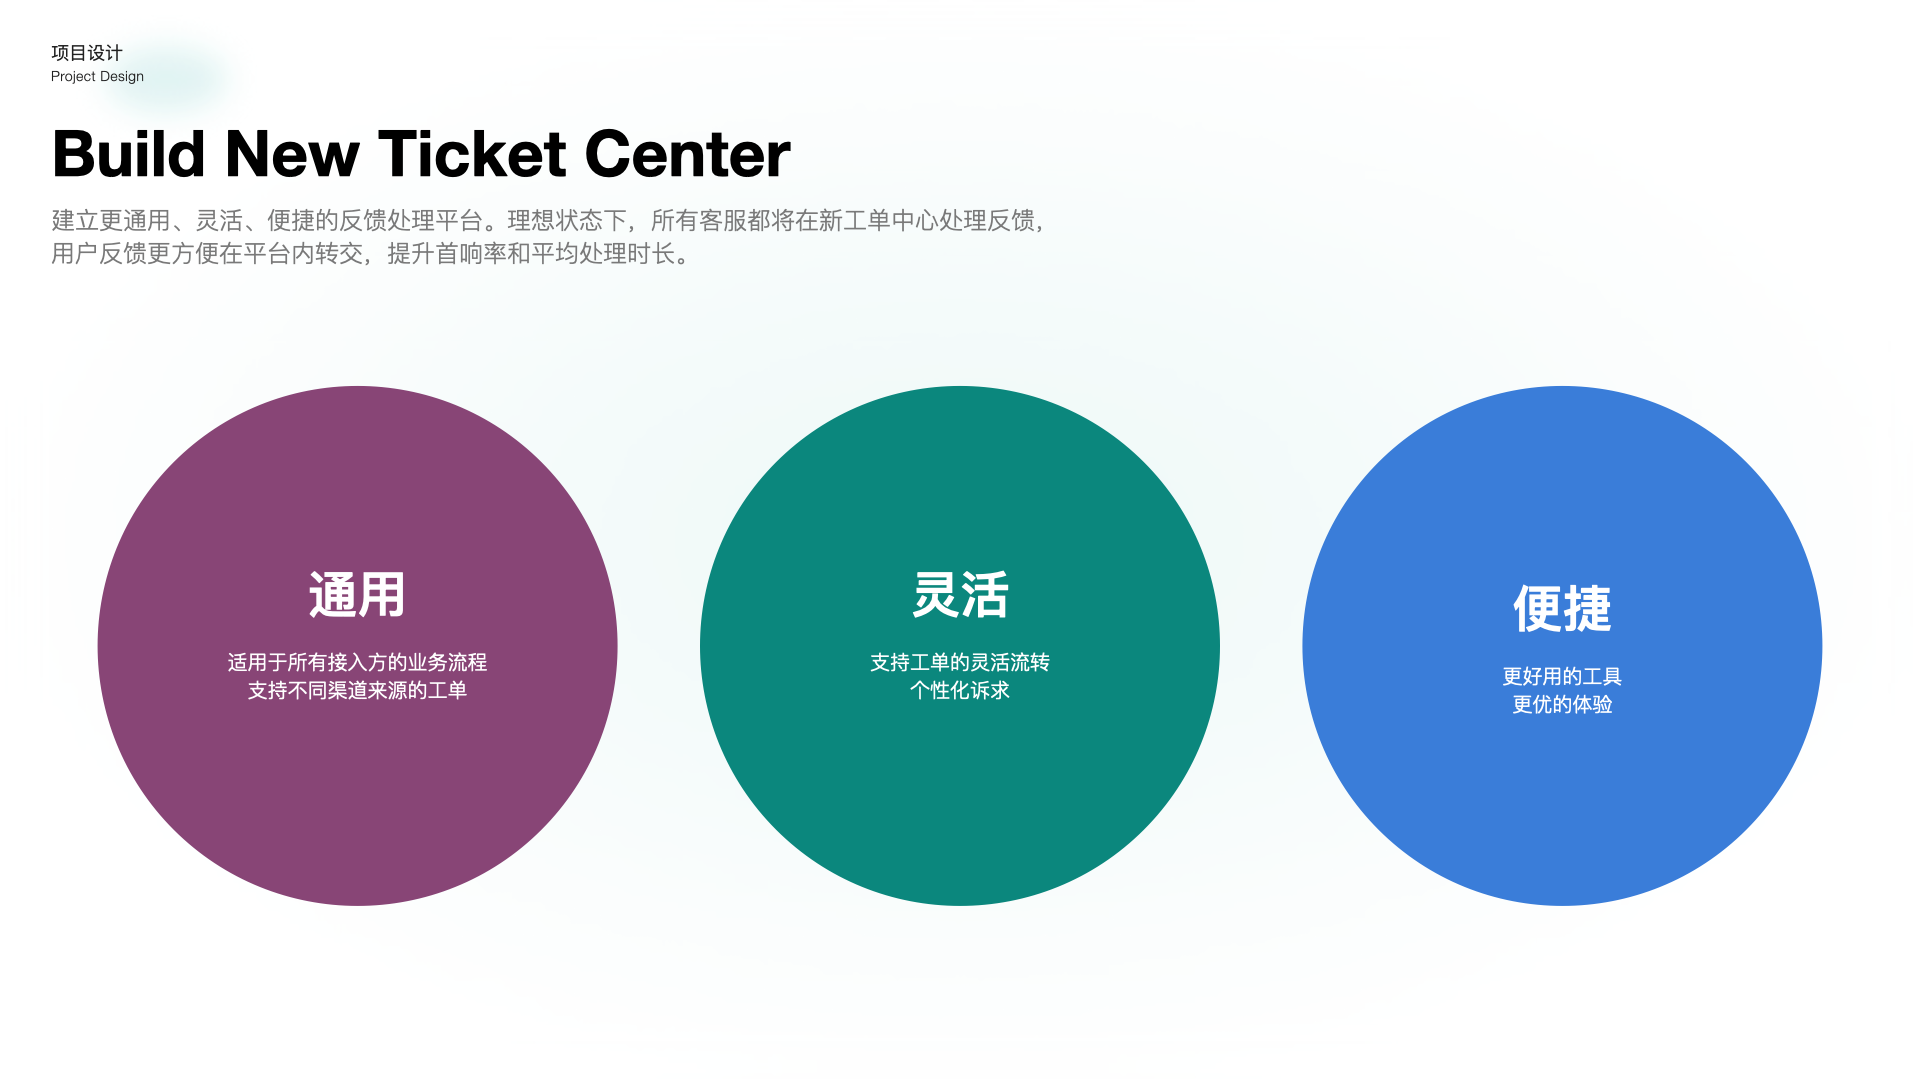 项目设计
Project Design
Build New Ticket Center
建立更通用、灵活、便捷的反馈处理平台。理想状态下，所有客服都将在新工单中心处理反馈，
用户反馈更方便在平台内转交，提升首响率和平均处理时长。
通用
适用于所有接入方的业务流程
支持不同渠道来源的工单
灵活
支持工单的灵活流转
个性化诉求
便捷
更好用的工具
更优的体验